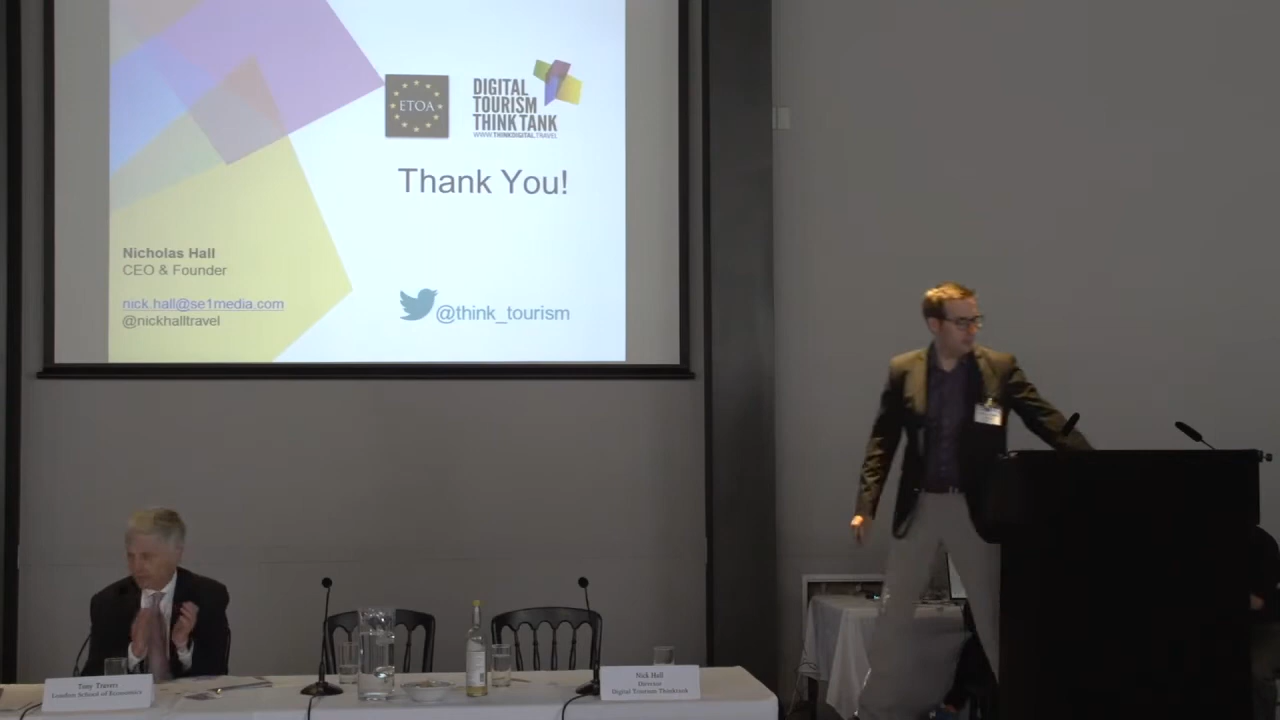 ETOA
DIGITAL
TOURISM
THINK TANK
WWW.THINKDIGITAL.TRAVEL
Thank You!
Nicholas Hall
CEO & Founder
nick.hall@se1media.com
@nickhalltravel
@think_tourism
Tony Travers
London School of Economics
Nick Hall
Director
Digital Tourism Thinktank